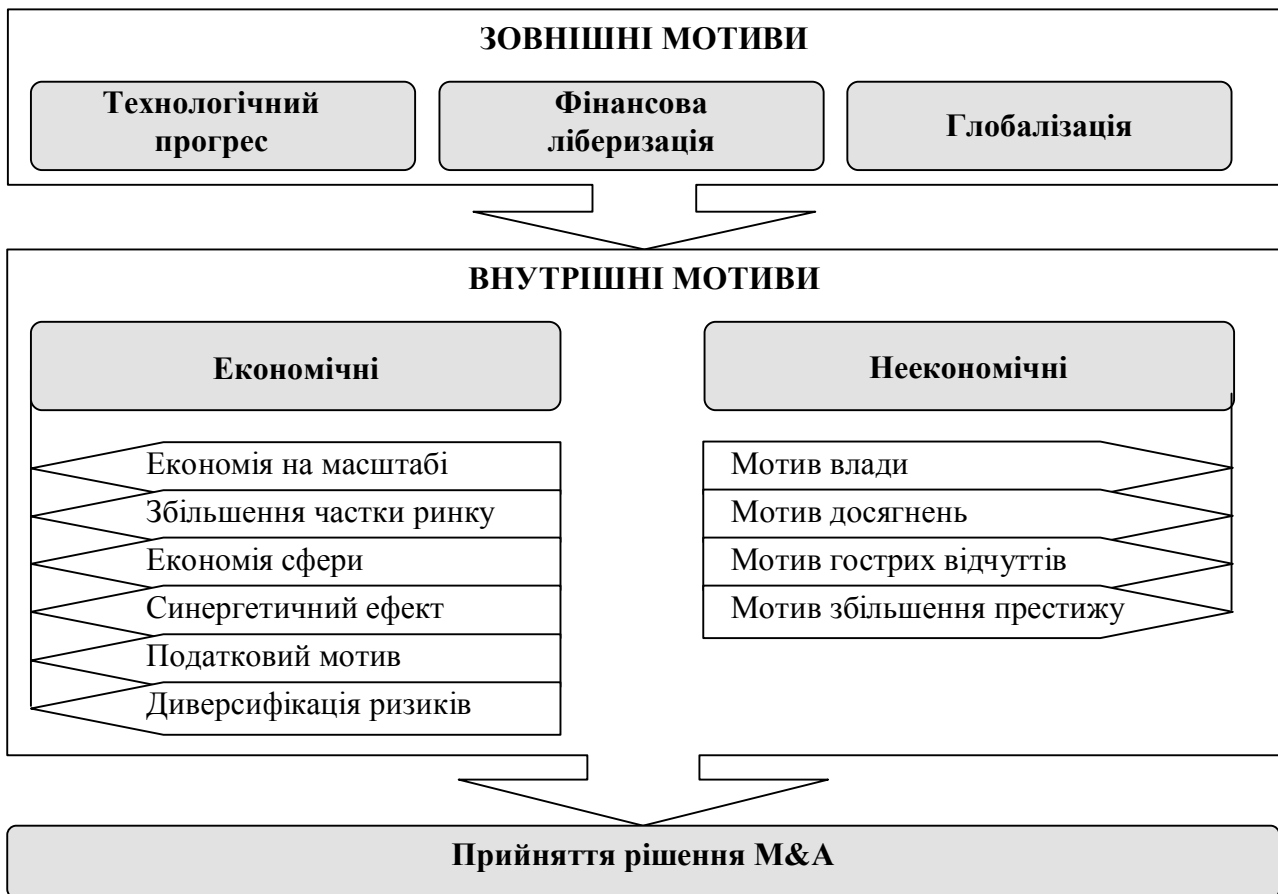 ЗОВНІШНІ МОТИВИ
Технологічний
прогрес
Фінансова
ліберизація
Глобалізація
ВНУТРІШНІ МОТИВИ
Економічні
Економія на масштабі
Збільшення частки ринку
Економія сфери
Синергетичний ефект
Податковий мотив
Диверсифікація ризиків
Неекономічні
Мотив влади
Мотив досягнень
Мотив гострих відчуттів
Мотив збільшення престижу
Прийняття рішення M&A